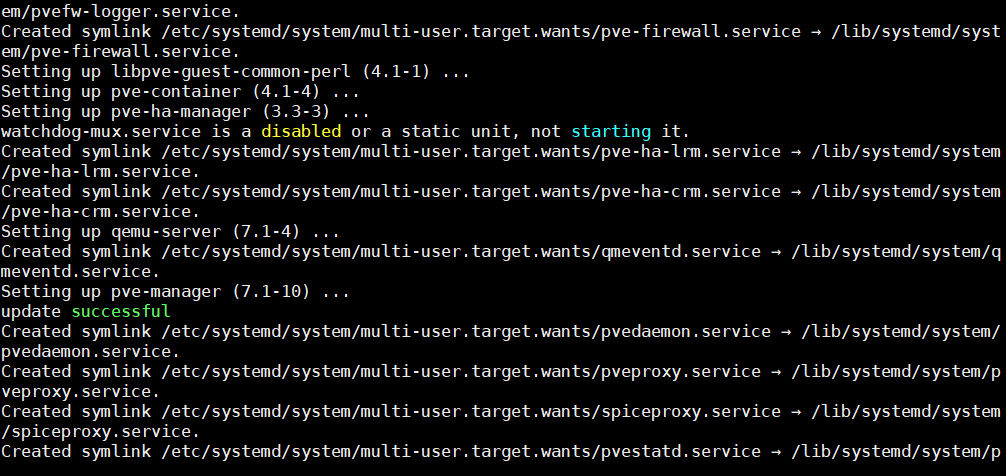 em/pvefw-logger.service.
Created symlink /etc/systemd/system/multi-user.target.wants/pve-firewall.service → /lib/systemd/syst
em/pve-firewall.service.
Setting up libpve-guest-common-perl (4.1-1) ...
Setting up pve-container (4.1-4) ...
Setting up pve-ha-manager (3.3-3) ...
watchdog-mux.service is a disabled or a static unit, not starting it.
Created symlink /etc/systemd/system/multi-user.target.wants/pve-ha-lrm.service → /lib/systemd/system
/pve-ha-lrm.service.
Created symlink /etc/systemd/system/multi-user.target.wants/pve-ha-crm.service → /lib/systemd/system
/pve-ha-crm.service.
Setting up qemu-server (7.1-4) ...
Created symlink /etc/systemd/system/multi-user.target.wants/qmeventd.service → /lib/systemd/system/q
meventd.service.
Setting up pve-manager (7.1-10) ...
update successful
Created symlink /etc/systemd/system/multi-user.target.wants/pvedaemon.service → /lib/systemd/system/
pvedaemon.service.
Created symlink /etc/systemd/system/multi-user.target.wants/pveproxy.service → /lib/systemd/system/p
veproxy.service.
Created symlink /etc/systemd/system/multi-user.target.wants/spiceproxy.service → /lib/systemd/system
/spiceproxy.service.
Created symlink /etc/systemd/system/multi-user.target.wants/pvestatd.service → /lib/systemd/system/p